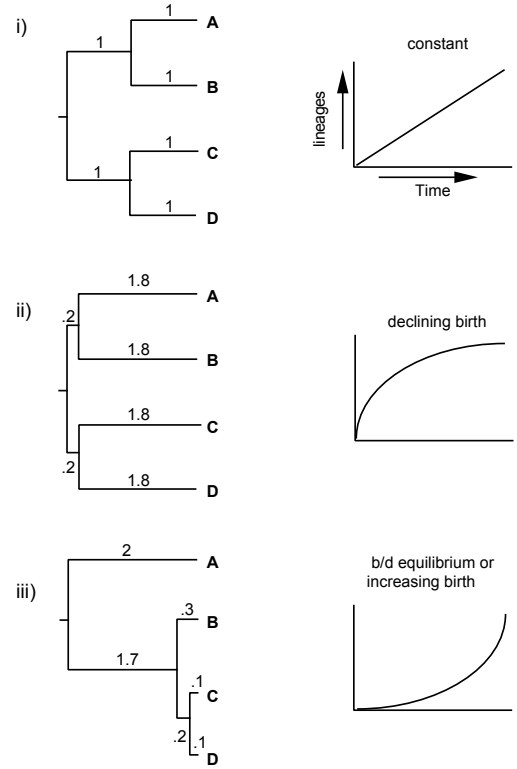 i)
1
A
1
1
B
1
C
1
1
D
constant
lineages
Time
ii)
1.8
A
.2
1.8
B
1.8
C
.2
1.8
D
declining birth
iii)
2
A
.3
B
1.7
.1
C
.2
.1
D
b/d equilibrium or
increasing birth